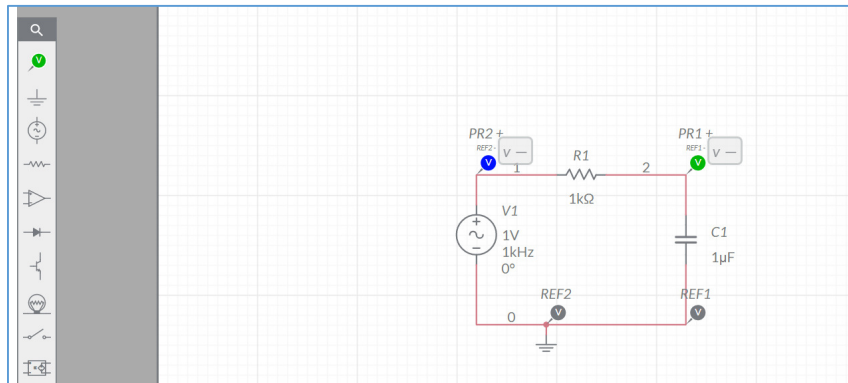 V
PR2 +
REF2-
V —
V
1
R1
1kΩ
2
PR1 +
REF1-
V —
V
V1
1V
1kHz
0°
C1
1µF
REF2
V
REF1
V
0